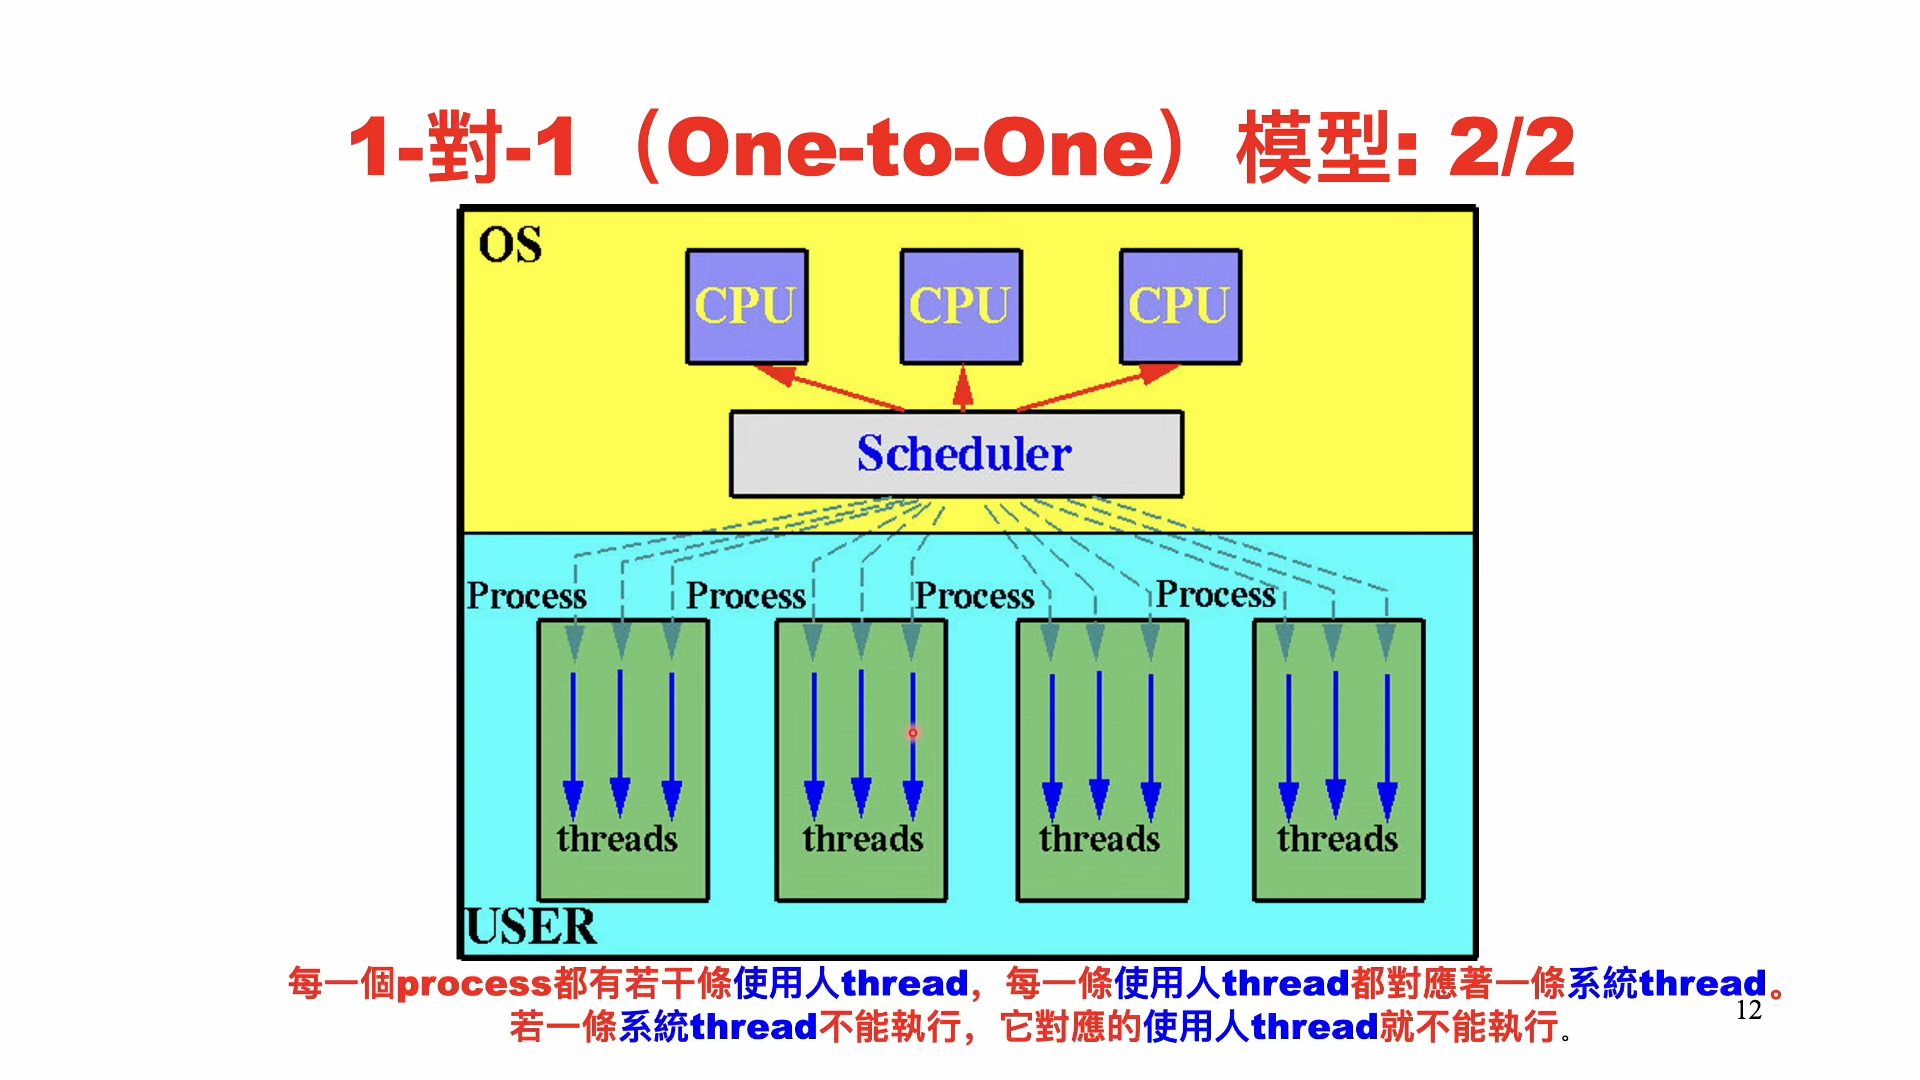 1-對-1（One-to-One）模型: 2/2
OS
CPU CPU CPU
Scheduler
Process Process Process Process
threads threads threads threads
USER
每一個process都有若干條使用人thread，每一條使用人thread都對應著一條系統thread。
若一條系統thread不能執行，它對應的使用人thread就不能執行。
12